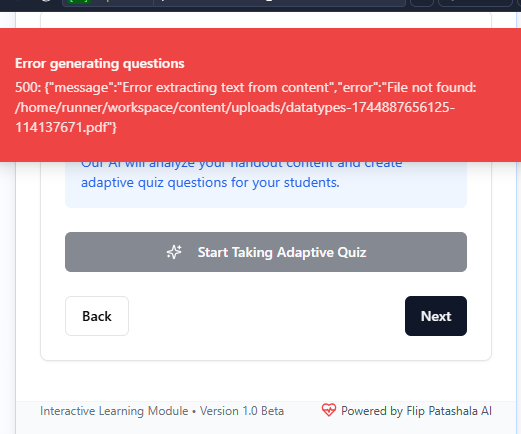 Error generating questions
500: {"message":"Error extracting text from content","error":"File not found:
/home/runner/workspace/content/uploads/datatypes-1744887656125-
114137671.pdf"}
Our AI will analyze your handout content and create
adaptive quiz questions for your students.
Start Taking Adaptive Quiz
Back
Next
Interactive Learning Module • Version 1.0 Beta
Powered by Flip Patashala AI